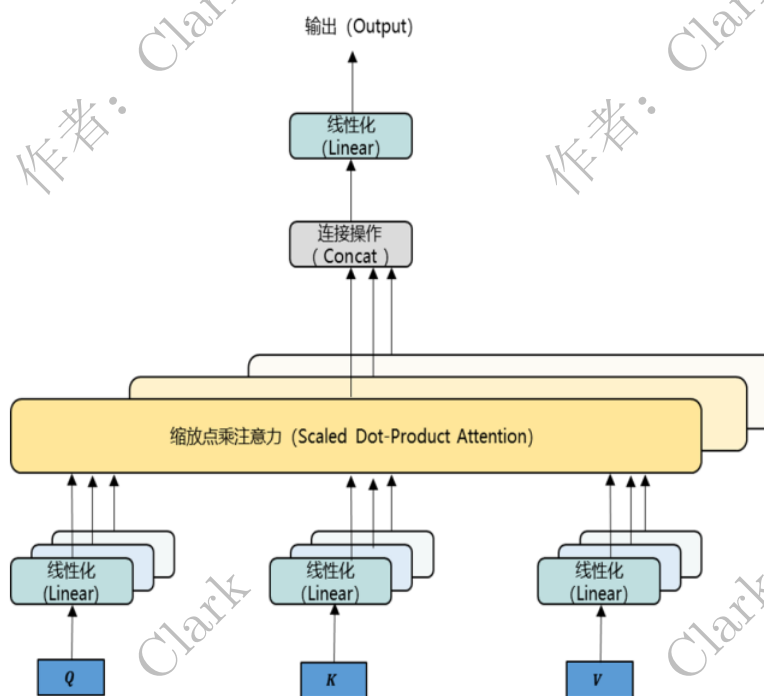 输出 (Output)
作者: Clark
作者: Clark
线性化
(Linear)
连接操作
( Concat )
缩放点乘注意力 (Scaled Dot-Product Attention)
线性化
(Linear)
线性化
(Linear)
线性化
(Linear)
Clark
Clark
Q
K
V